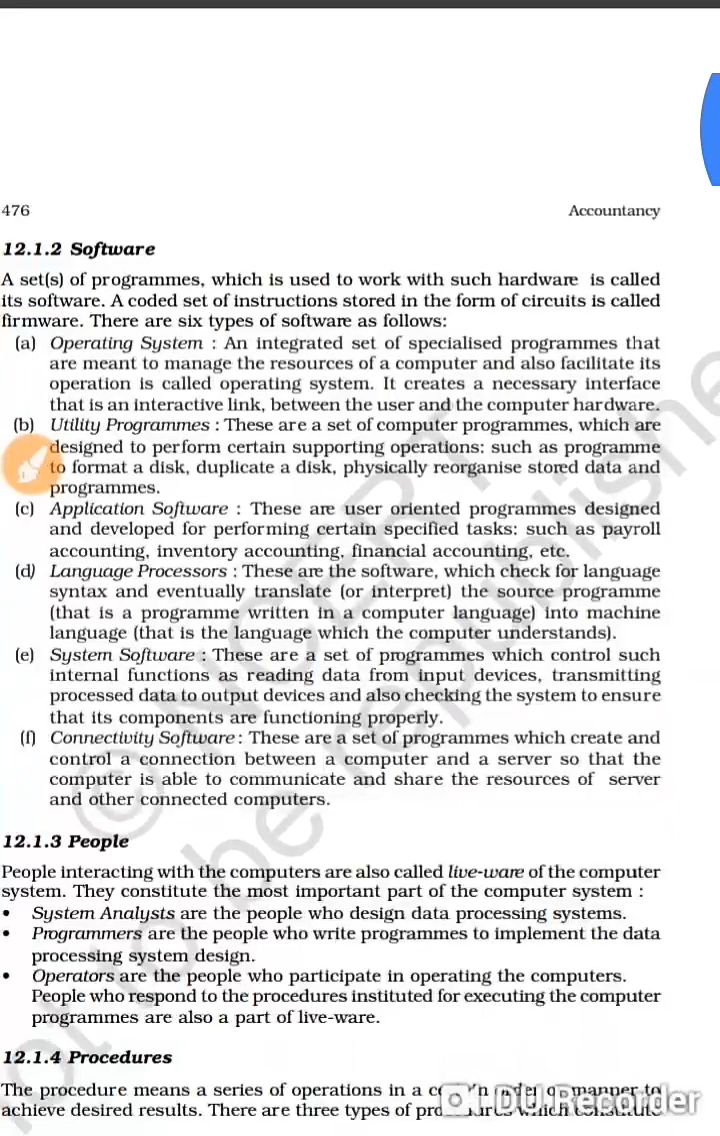 476 Accountancy
12.1.2 Software
A set(s) of programmes, which is used to work with such hardware is called
its software. A coded set of instructions stored in the form of circuits is called
firmware. There are six types of software as follows:
(a) Operating System : An integrated set of specialised programmes that
are meant to manage the resources of a computer and also facilitate its
operation is called operating system. It creates a necessary interface
that is an interactive link, between the user and the computer hardware.
(b) Utility Programmes : These are a set of computer programmes, which are
designed to perform certain supporting operations: such as programme
to format a disk, duplicate a disk, physically reorganise stored data and
programmes.
(c) Application Software : These are user oriented programmes designed
and developed for performing certain specified tasks: such as payroll
accounting, inventory accounting, financial accounting, etc.
(d) Language Processors : These are the software, which check for language
syntax and eventually translate (or interpret) the source programme
(that is a programme written in a computer language) into machine
language (that is the language which the computer understands).
(e) System Software : These are a set of programmes which control such
internal functions as reading data from input devices, transmitting
processed data to output devices and also checking the system to ensure
that its components are functioning properly.
(f) Connectivity Software : These are a set of programmes which create and
control a connection between a computer and a server so that the
computer is able to communicate and share the resources of server
and other connected computers.
12.1.3 People
People interacting with the computers are also called live-ware of the computer
system. They constitute the most important part of the computer system :
• System Analysts are the people who design data processing systems.
• Programmers are the people who write programmes to implement the data
processing system design.
• Operators are the people who participate in operating the computers.
People who respond to the procedures instituted for executing the computer
programmes are also a part of live-ware.
12.1.4 Procedures
The procedure means a series of operations in a manner to
achieve desired results. There are three types of which constitute
DU Recorder
© NCERT
not to be republished